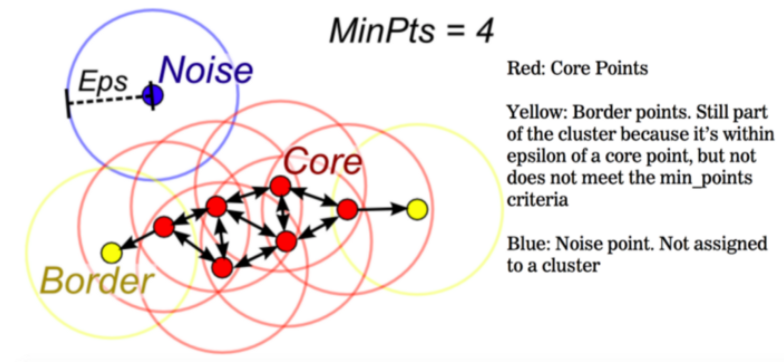 MinPts = 4
Eps
Noise
Core
Border
Red: Core Points
Yellow: Border points. Still part
of the cluster because it's within
epsilon of a core point, but not
does not meet the min_points
criteria
Blue: Noise point. Not assigned
to a cluster